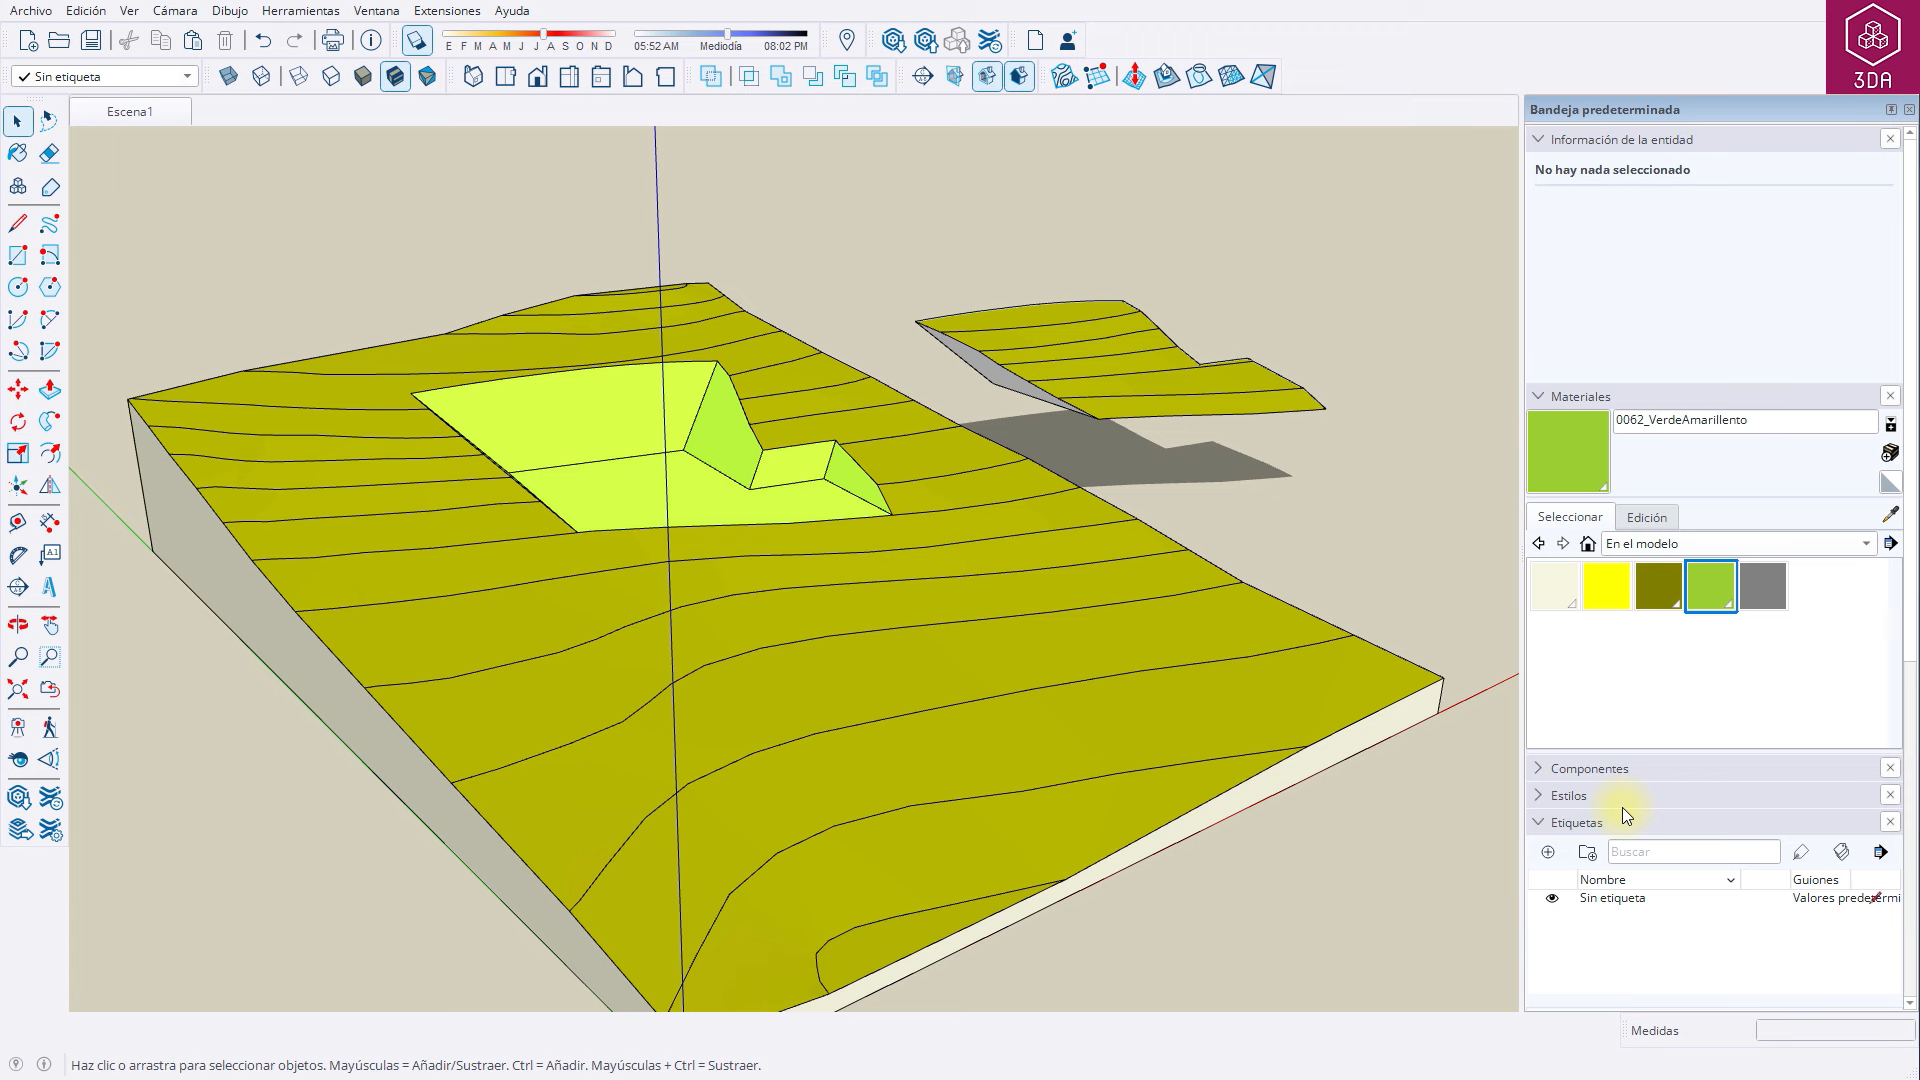 Archivo Edición Ver Cámara Dibujo Herramientas Ventana Extensiones Ayuda
E F M A M J J A S O N D
05:52 AM Mediodía 08:02 PM
3DA
Sin etiqueta
Escena1
Bandeja predeterminada
Información de la entidad
No hay nada seleccionado
Materiales
0062_VerdeAmarillento
Seleccionar Edición
En el modelo
A1
Componentes
Estilos
Etiquetas
Buscar
Nombre Guiones
Sin etiqueta Valores predetermi
Medidas
Haz clic o arrastra para seleccionar objetos. Mayúsculas = Añadir/Sustraer. Ctrl = Añadir. Mayúsculas + Ctrl = Sustraer.